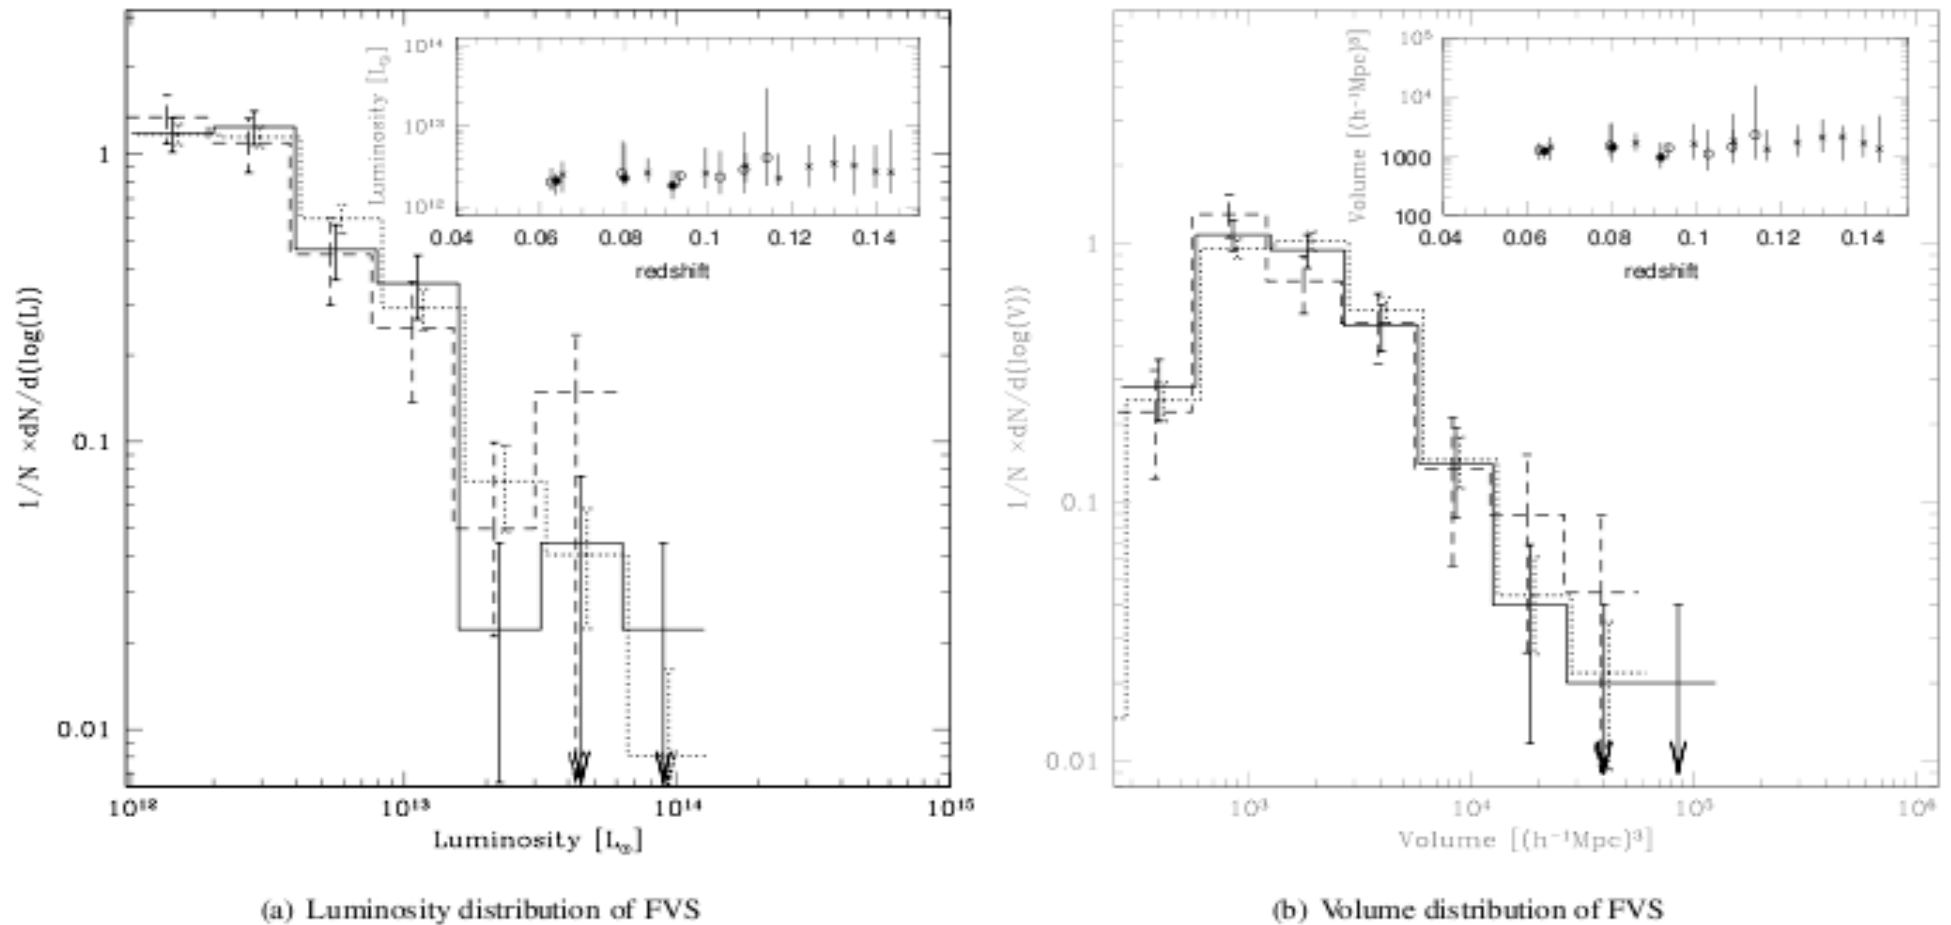 1/N ×dN/d(log(L))
1
0.1
0.01
10¹² 10¹³ 10¹⁴ 10¹⁵
Luminosity [L⊙]
Luminosity [L⊙]
10¹⁴
10¹³
10¹²
0.04 0.06 0.08 0.1 0.12 0.14
redshift
(a) Luminosity distribution of FVS
1/N ×dN/d(log(V))
1
0.1
0.01
10³ 10⁴ 10⁵ 10⁶
Volume [(h⁻¹Mpc)³]
Volume [(h⁻¹Mpc)³]
10⁵
10⁴
1000
100
0.04 0.06 0.08 0.1 0.12 0.14
redshift
(b) Volume distribution of FVS